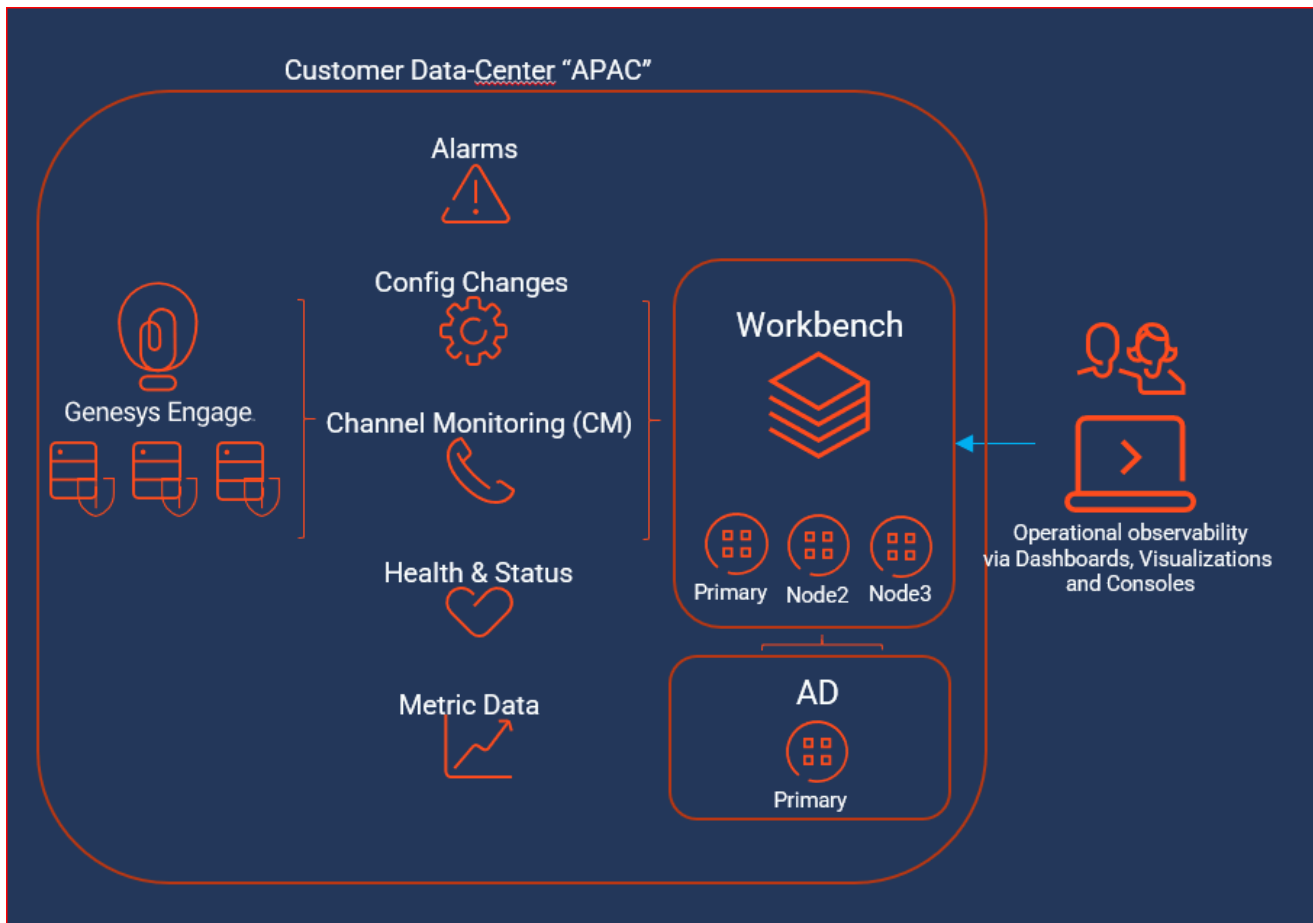 Customer Data-Center “APAC”
Alarms
Config Changes
Genesys Engage
Channel Monitoring (CM)
Health & Status
Metric Data
Workbench
Primary
Node2
Node3
AD
Primary
Operational observability
via Dashboards, Visualizations
and Consoles